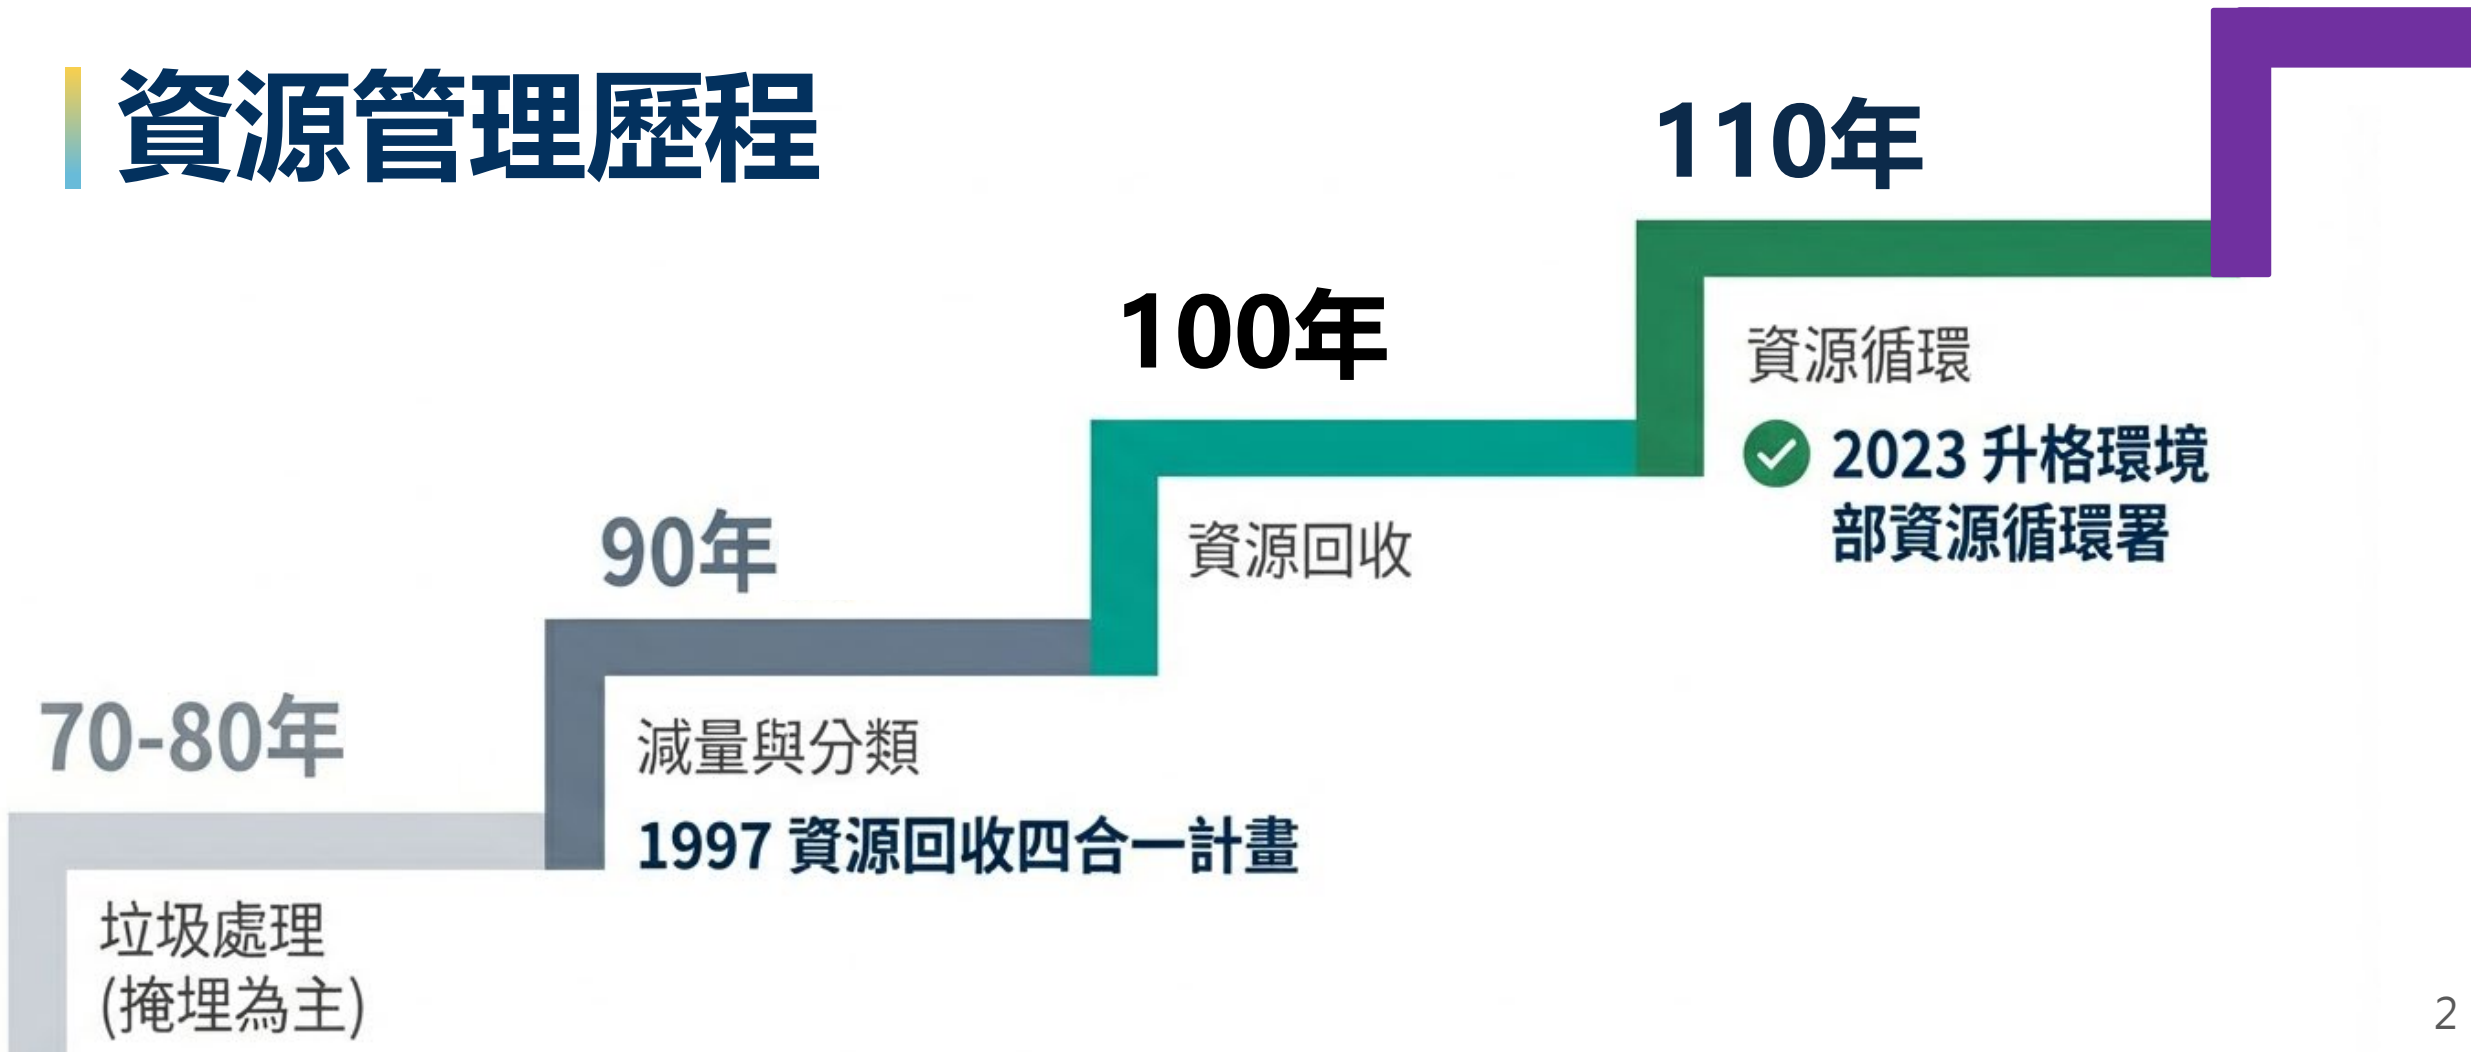 資源管理歷程
70-80年
垃圾處理
(掩埋為主)
90年
減量與分類
1997 資源回收四合一計畫
100年
資源回收
110年
資源循環
2023 升格環境
部資源循環署
2